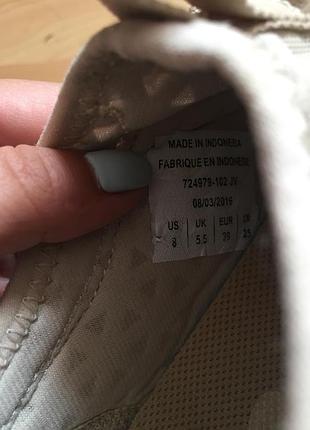 MADE IN INDONESIA
FABRIQUE EN INDONESIE
724979-102 JV
08/03/2016
US UK EUR CM
8 5.5 39 25